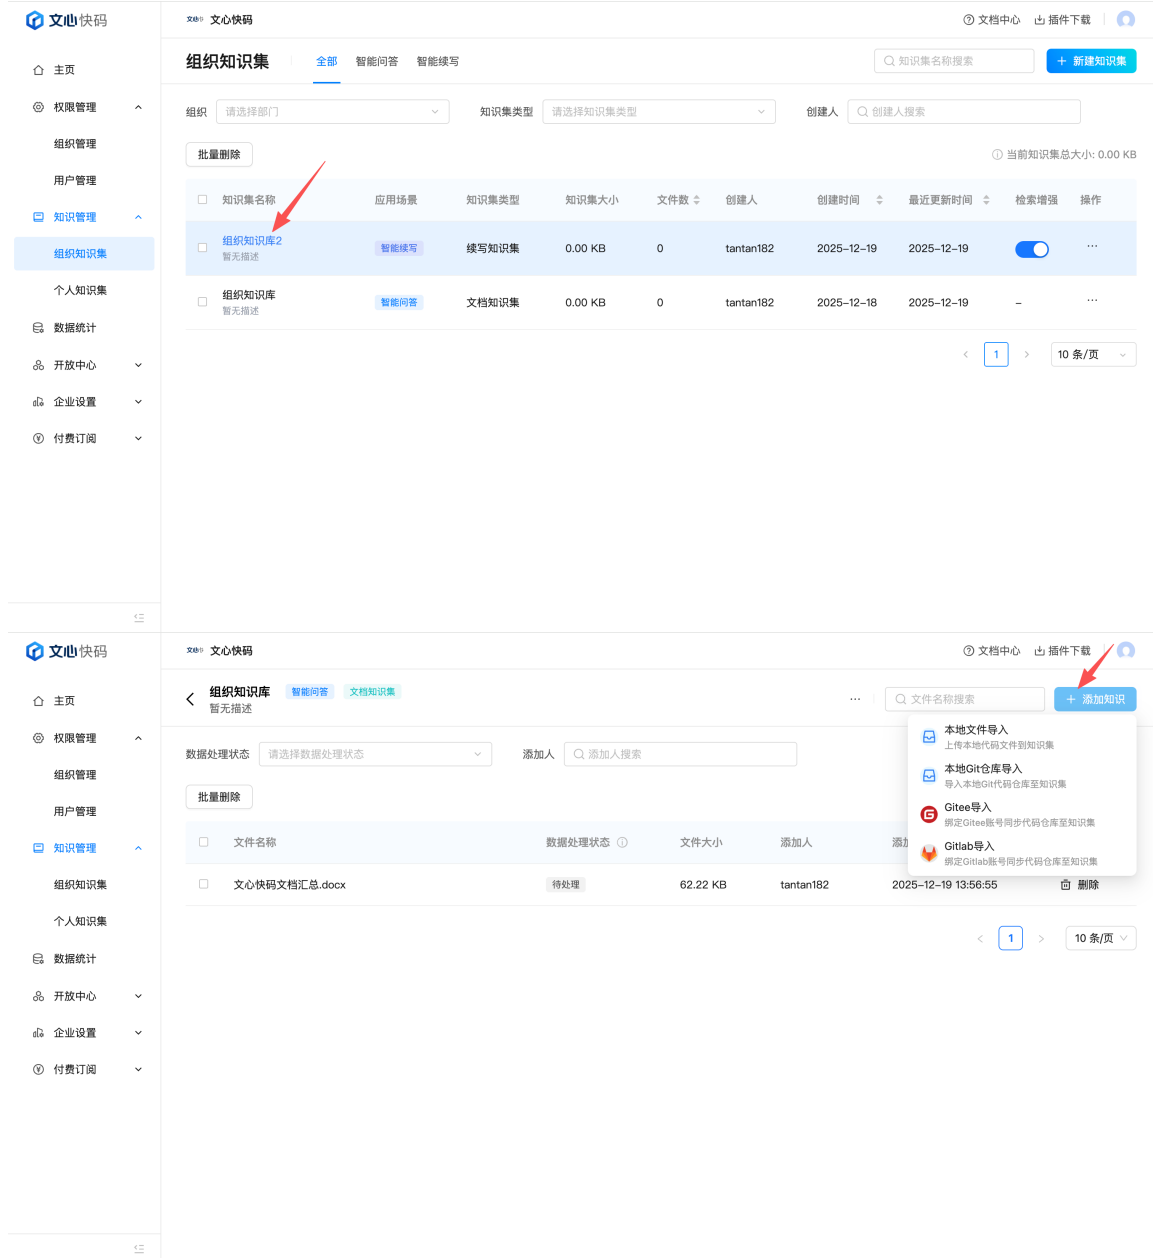 文心快码
文心 文心快码
文档中心 插件下载
主页
权限管理
组织管理
用户管理
知识管理
组织知识集
个人知识集
数据统计
开放中心
企业设置
付费订阅
组织知识集 全部 智能问答 智能续写
知识集名称搜索
+ 新建知识集
组织 请选择部门 知识集类型 请选择知识集类型 创建人 创建人搜索
批量删除
当前知识集总大小: 0.00 KB
知识集名称 应用场景 知识集类型 知识集大小 文件数 创建人 创建时间 最近更新时间 检索增强 操作
组织知识库2 智能续写 续写知识集 0.00 KB 0 tantan182 2025-12-19 2025-12-19 ...
暂无描述
组织知识库 智能问答 文档知识集 0.00 KB 0 tantan182 2025-12-18 2025-12-19 – ...
暂无描述
< 1 > 10 条/页
文心快码
文心 文心快码
文档中心 插件下载
主页
权限管理
组织管理
用户管理
知识管理
组织知识集
个人知识集
数据统计
开放中心
企业设置
付费订阅
组织知识库 智能问答 文档知识集
暂无描述
... 文件名称搜索 + 添加知识
本地文件导入
上传本地代码文件到知识集
本地Git仓库导入
导入本地Git代码仓库至知识集
Gitee导入
绑定Gitee账号同步代码仓库至知识集
Gitlab导入
绑定Gitlab账号同步代码仓库至知识集
数据处理状态 请选择数据处理状态 添加人 添加人搜索
批量删除
文件名称 数据处理状态 文件大小 添加人 添加
文心快码文档汇总.docx 待处理 62.22 KB tantan182 2025-12-19 13:56:55 删除
< 1 > 10 条/页